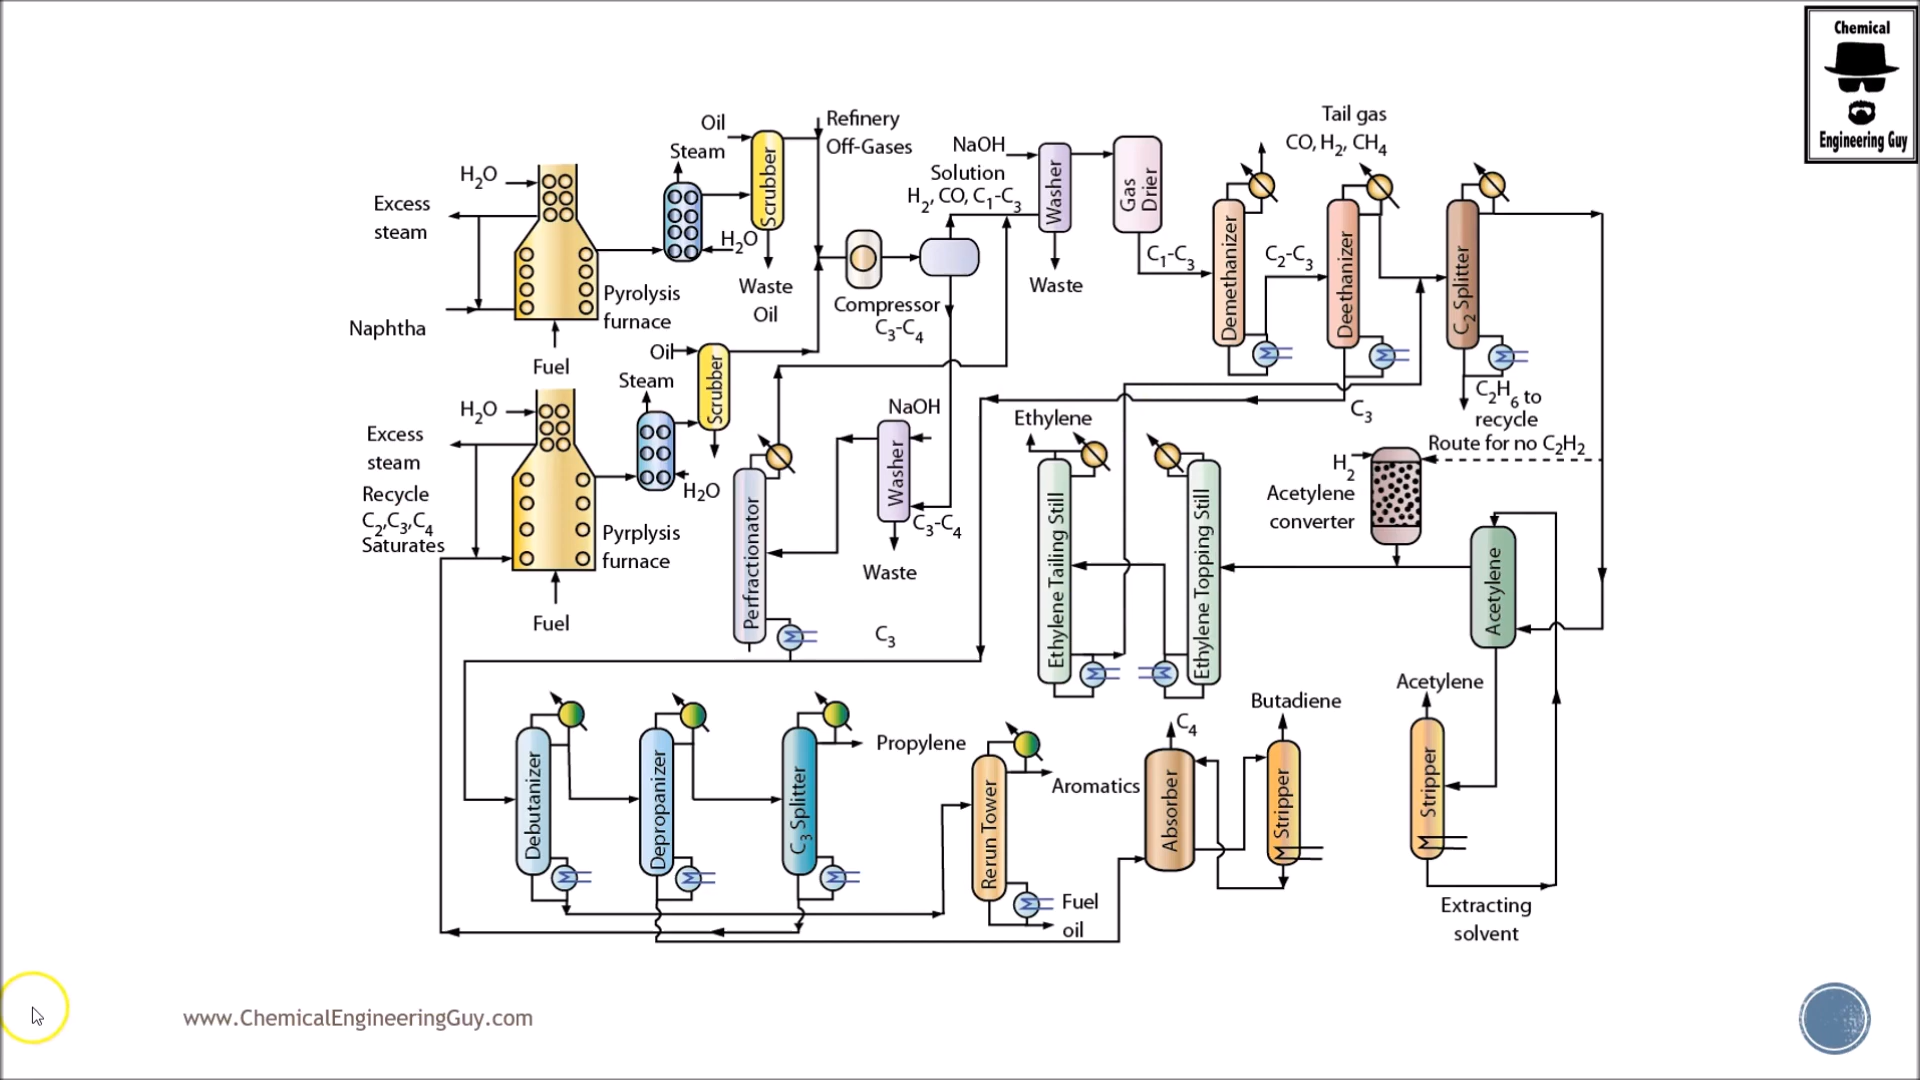 Chemical
Engineering Guy
Oil
Steam
Scrubber
Refinery
Off-Gases
H2O
Excess
steam
H2O
Waste
Oil
Naphtha
Pyrolysis
furnace
Fuel
Compressor
C3-C4
NaOH
Solution
H2, CO, C1-C3
Washer
Waste
Gas
Drier
C1-C3
Demethanizer
C2-C3
Tail gas
CO, H2, CH4
Deethanizer
C2 Splitter
C2H6 to
recycle
Route for no C2H2
C3
Oil
Steam
Scrubber
H2O
Excess
steam
Recycle
C2,C3,C4
Saturates
H2O
Pyrplysis
furnace
Fuel
NaOH
Washer
C3-C4
Waste
Perfractionator
C3
Ethylene
Ethylene Tailing Still
Ethylene Topping Still
H2
Acetylene
converter
Acetylene
Acetylene
Stripper
Extracting
solvent
Debutanizer
Depropanizer
C3 Splitter
Propylene
Rerun Tower
Aromatics
Fuel
oil
C4
Absorber
Butadiene
Stripper
www.ChemicalEngineeringGuy.com